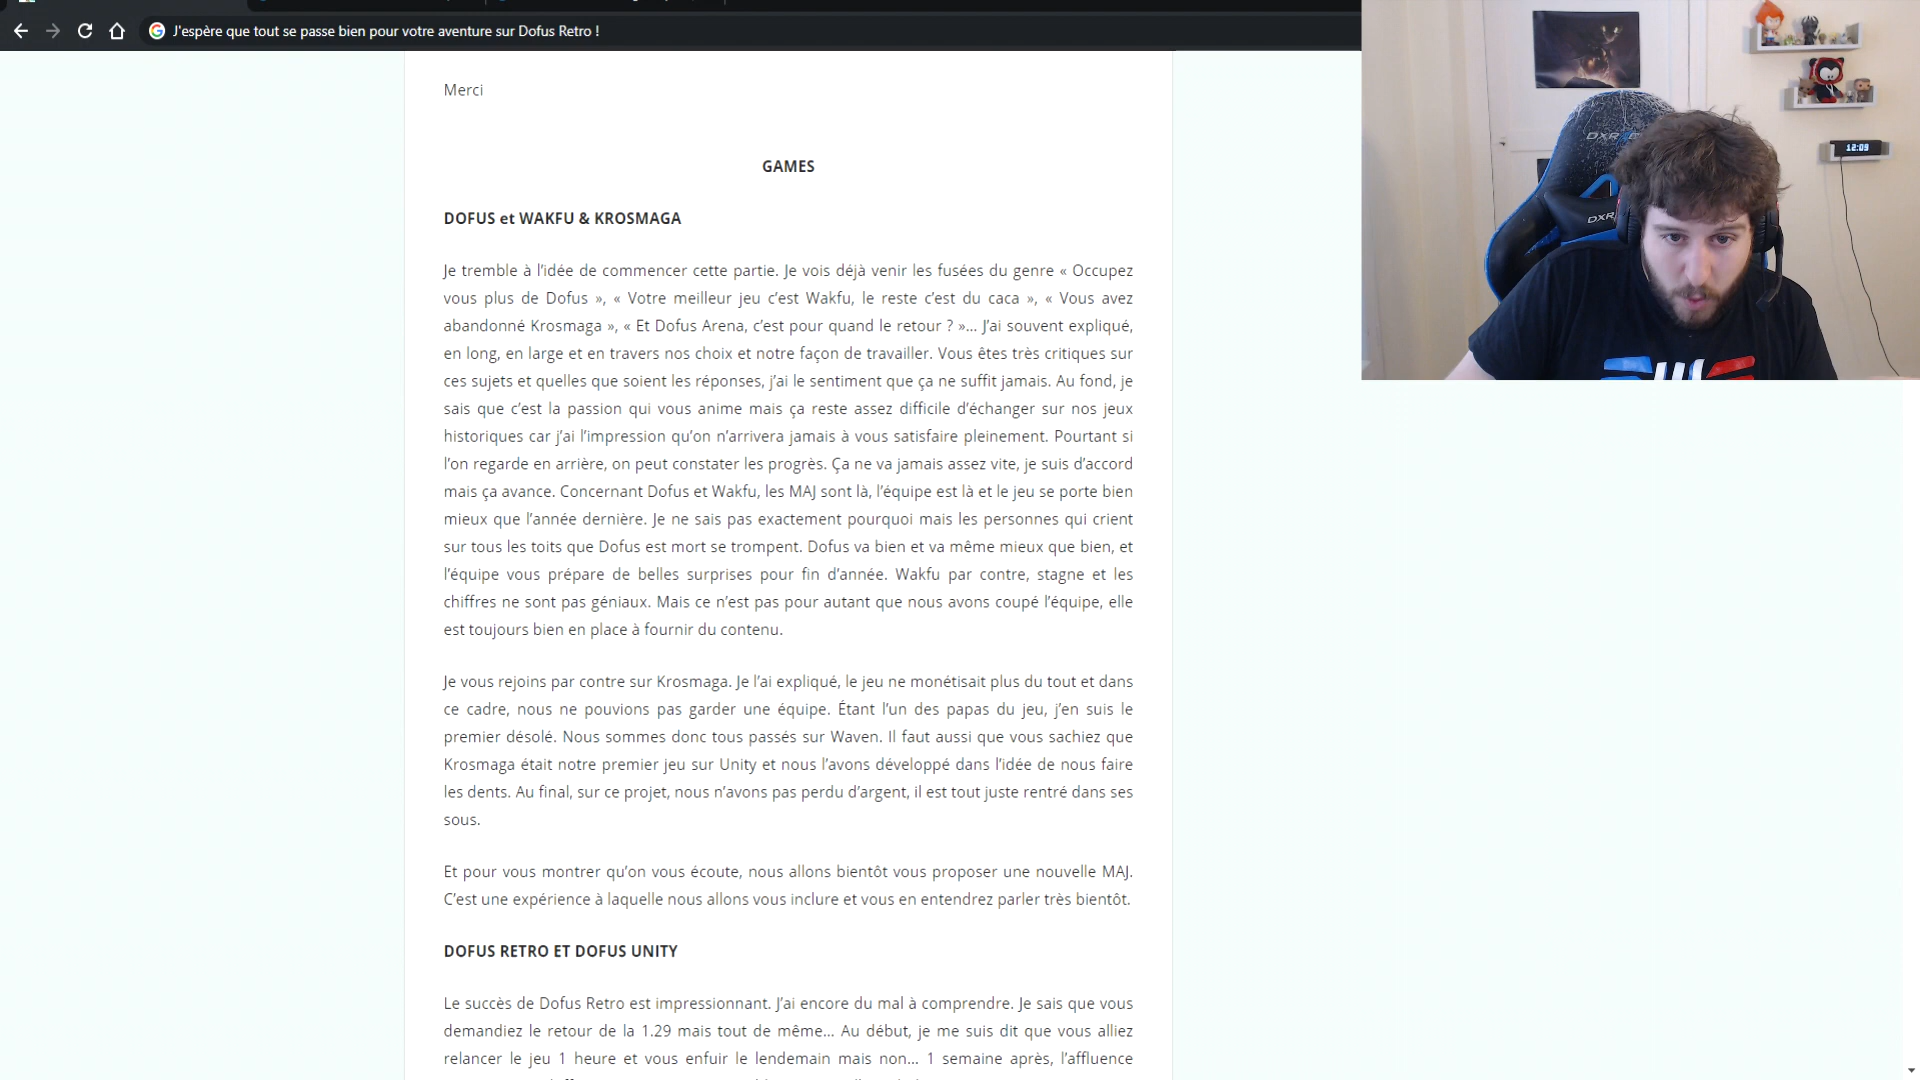 J'espère que tout se passe bien pour votre aventure sur Dofus Retro !
Merci
GAMES
DOFUS et WAKFU & KROSMAGA
Je tremble à l’idée de commencer cette partie. Je vois déjà venir les fusées du genre « Occupez
vous plus de Dofus », « Votre meilleur jeu c’est Wakfu, le reste c’est du caca », « Vous avez
abandonné Krosmaga », « Et Dofus Arena, c’est pour quand le retour ? »… J’ai souvent expliqué,
en long, en large et en travers nos choix et notre façon de travailler. Vous êtes très critiques sur
ces sujets et quelles que soient les réponses, j’ai le sentiment que ça ne suffit jamais. Au fond, je
sais que c’est la passion qui vous anime mais ça reste assez difficile d’échanger sur nos jeux
historiques car j’ai l’impression qu’on n’arrivera jamais à vous satisfaire pleinement. Pourtant si
l’on regarde en arrière, on peut constater les progrès. Ça ne va jamais assez vite, je suis d’accord
mais ça avance. Concernant Dofus et Wakfu, les MAJ sont là, l’équipe est là et le jeu se porte bien
mieux que l’année dernière. Je ne sais pas exactement pourquoi mais les personnes qui crient
sur tous les toits que Dofus est mort se trompent. Dofus va bien et va même mieux que bien, et
l’équipe vous prépare de belles surprises pour fin d’année. Wakfu par contre, stagne et les
chiffres ne sont pas géniaux. Mais ce n’est pas pour autant que nous avons coupé l’équipe, elle
est toujours bien en place à fournir du contenu.
Je vous rejoins par contre sur Krosmaga. Je l’ai expliqué, le jeu ne monétisait plus du tout et dans
ce cadre, nous ne pouvions pas garder une équipe. Étant l’un des papas du jeu, j’en suis le
premier désolé. Nous sommes donc tous passés sur Waven. Il faut aussi que vous sachiez que
Krosmaga était notre premier jeu sur Unity et nous l’avons développé dans l’idée de nous faire
les dents. Au final, sur ce projet, nous n’avons pas perdu d’argent, il est tout juste rentré dans ses
sous.
Et pour vous montrer qu’on vous écoute, nous allons bientôt vous proposer une nouvelle MAJ.
C’est une expérience à laquelle nous allons vous inclure et vous en entendrez parler très bientôt.
DOFUS RETRO ET DOFUS UNITY
Le succès de Dofus Retro est impressionnant. J’ai encore du mal à comprendre. Je sais que vous
demandiez le retour de la 1.29 mais tout de même… Au début, je me suis dit que vous alliez
relancer le jeu 1 heure et vous enfuir le lendemain mais non… 1 semaine après, l’affluence
12:09